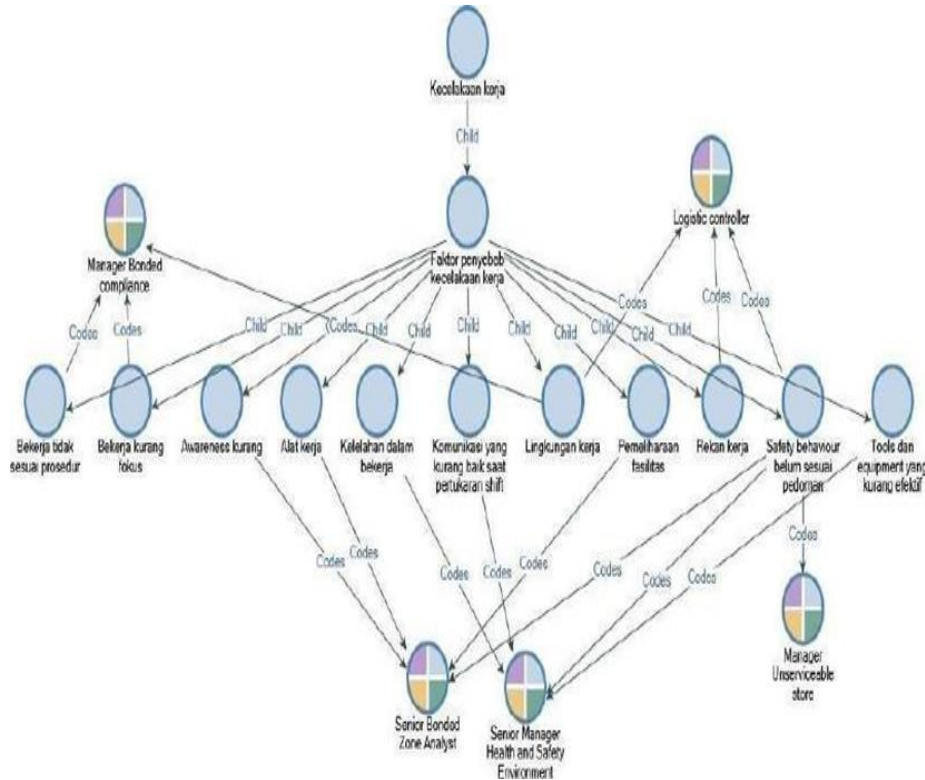 Kecelakaan kerja
Child
Logistic controller
Faktor penyebab
kecelakaan kerja
Manager Bonded
compliance
Codes
Codes
Codes
Codes
Codes
Codes
Child
Child
Child
Child
Child
Child
Child
Child
Child
Child
Bekerja tidak
sesuai prosedur
Bekerja kurang
fokus
Awareness kurang
Alat kerja
Kelelahan dalam
bekerja
Komunikasi yang
kurang baik saat
pertukaran shift
Lingkungan kerja
Pemeliharaan
fasilitas
Rekan kerja
Safety behaviour
belum sesuai
pedoman
Tools dan
equipment yang
kurang efektif
Codes
Codes
Codes
Codes
Codes
Codes
Codes
Codes
Codes
Senior Bonded
Zone Analyst
Senior Manager
Health and Safety
Environment
Manager
Unserviceable
store